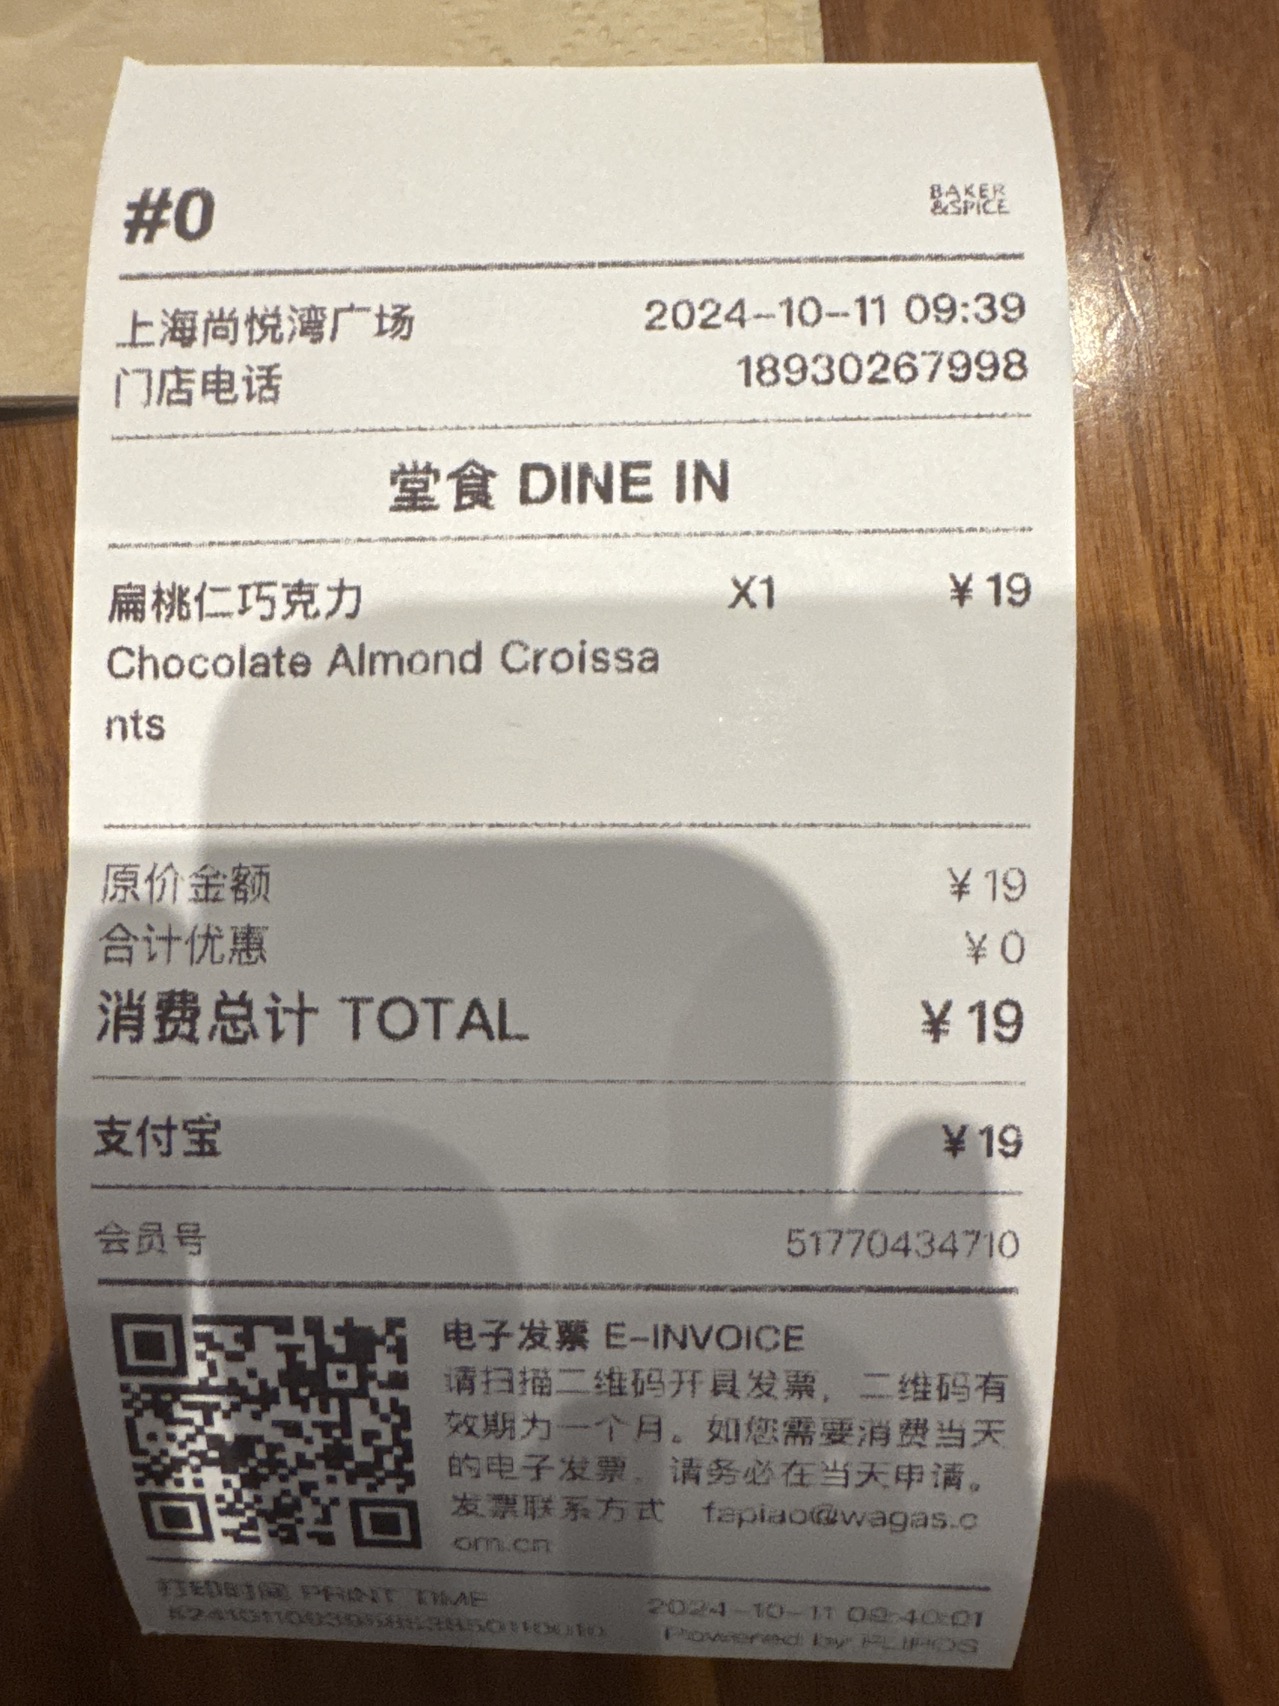 #0
BAKER
&SPICE
上海尚悦湾广场 2024-10-11 09:39
门店电话 18930267998
堂食 DINE IN
扁桃仁巧克力 X1 ¥19
Chocolate Almond Croissa
nts
原价金额 ¥19
合计优惠 ¥0
消费总计 TOTAL ¥19
支付宝 ¥19
会员号 51770434710
电子发票 E-INVOICE
请扫描二维码开具发票，二维码有
效期为一个月。如您需要消费当天
的电子发票，请务必在当天申请。
发票联系方式 fapiao@wagas.c
om.cn
打印时间 PRINT TIME 2024-10-11 09:40:01
Powered by FLIPOS